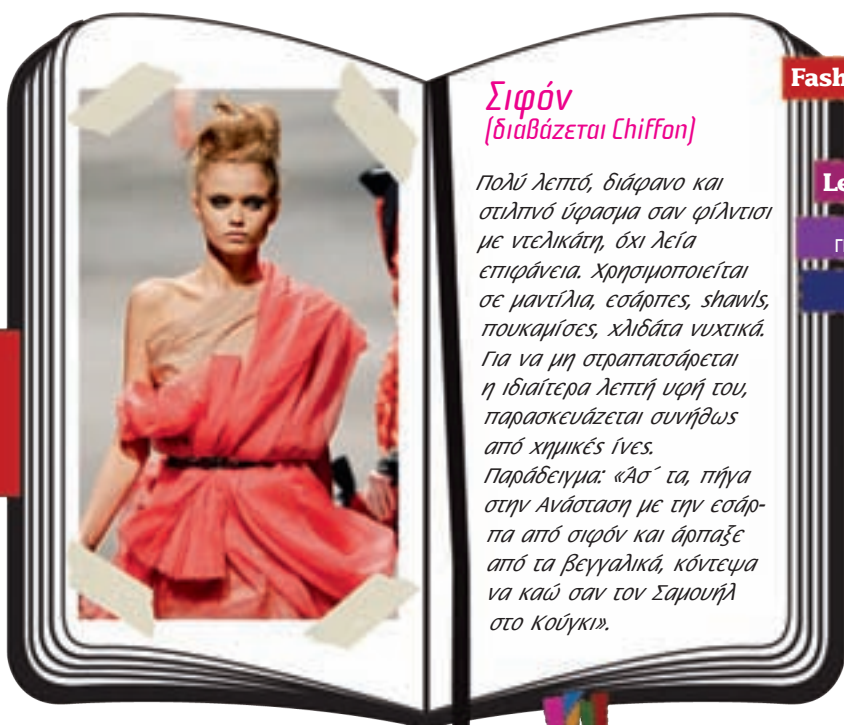 Σιφόν
(διαβάζεται Chiffon)
Πολύ λεπτό, διάφανο και
στιλπνό ύφασμα σαν φίλντισι
με ντελικάτη, όχι λεία
επιφάνεια. Χρησιμοποιείται
σε μαντίλια, εσάρπες, shawls,
πουκαμίσες, χλιδάτα νυχτικά.
Για να μη στραπατσάρεται
η ιδιαίτερα λεπτή υφή του,
παρασκευάζεται συνήθως
από χημικές ίνες.
Παράδειγμα: «Άσ΄ τα, πήγα
στην Ανάσταση με την εσάρ-
πα από σιφόν και άρπαξε
από τα βεγγαλικά, κόντεψα
να καώ σαν τον Σαμουήλ
στο Κούγκι».
Fash
Le